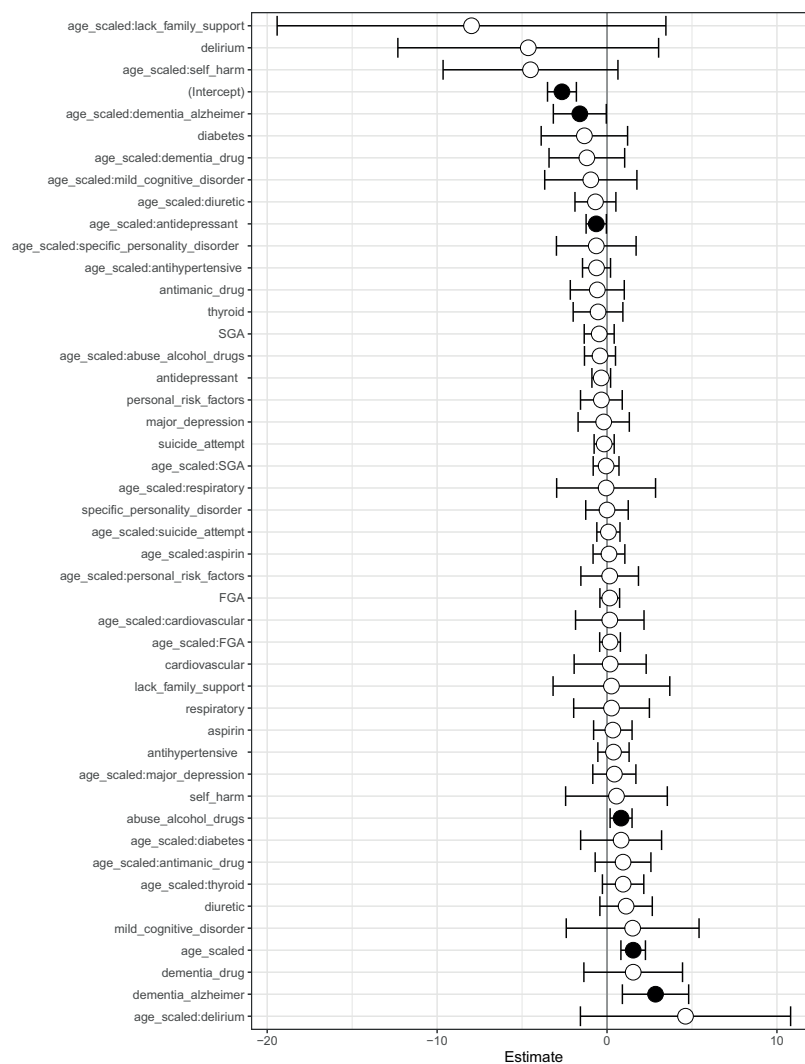 age_scaled:lack_family_support
delirium
age_scaled:self_harm
(Intercept)
age_scaled:dementia_alzheimer
diabetes
age_scaled:dementia_drug
age_scaled:mild_cognitive_disorder
age_scaled:diuretic
age_scaled:antidepressant
age_scaled:specific_personality_disorder
age_scaled:antihypertensive
antimanic_drug
thyroid
SGA
age_scaled:abuse_alcohol_drugs
antidepressant
personal_risk_factors
major_depression
suicide_attempt
age_scaled:SGA
age_scaled:respiratory
specific_personality_disorder
age_scaled:suicide_attempt
age_scaled:aspirin
age_scaled:personal_risk_factors
FGA
age_scaled:cardiovascular
age_scaled:FGA
cardiovascular
lack_family_support
respiratory
aspirin
antihypertensive
age_scaled:major_depression
self_harm
abuse_alcohol_drugs
age_scaled:diabetes
age_scaled:antimanic_drug
age_scaled:thyroid
diuretic
mild_cognitive_disorder
age_scaled
dementia_drug
dementia_alzheimer
age_scaled:delirium
−20 −10 0 10
Estimate